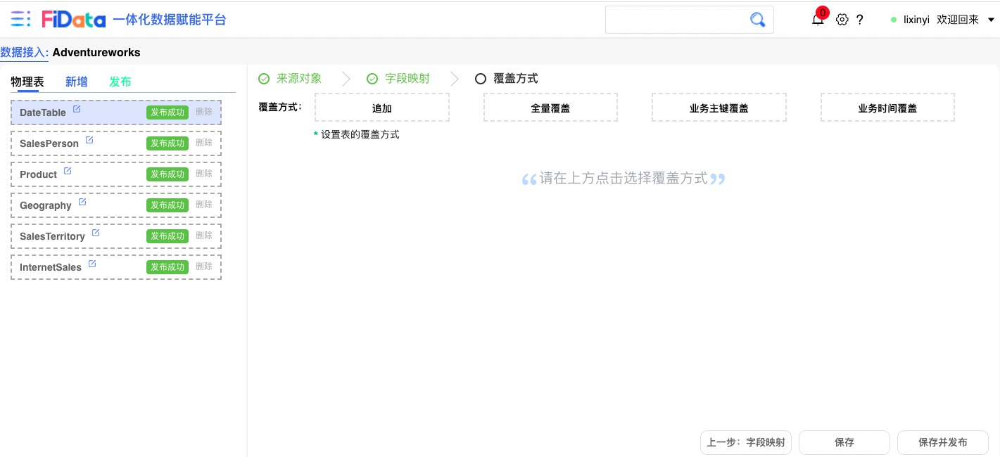 FiData 一体化数据赋能平台
0
?
lixinyi 欢迎回来
数据接入: Adventureworks
物理表 新增 发布
DateTable 发布成功 删除
SalesPerson 发布成功 删除
Product 发布成功 删除
Geography 发布成功 删除
SalesTerritory 发布成功 删除
InternetSales 发布成功 删除
来源对象 字段映射 覆盖方式
覆盖方式: 追加 全量覆盖 业务主键覆盖 业务时间覆盖
* 设置表的覆盖方式
“请在上方点击选择覆盖方式”
上一步：字段映射 保存 保存并发布